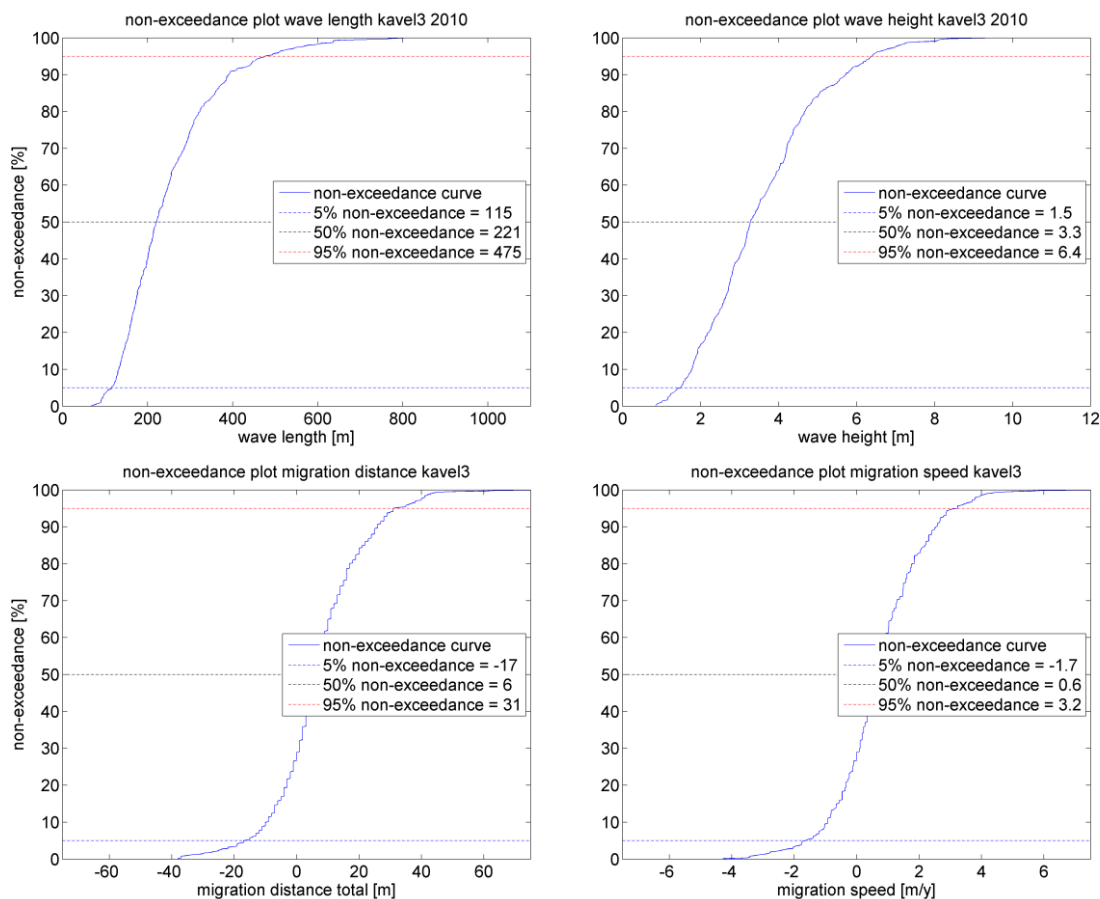 non-exceedance plot wave length kavel3 2010
100
90
80
70
60
50
40
30
20
10
0
non-exceedance [%]
non-exceedance curve
5% non-exceedance = 115
50% non-exceedance = 221
95% non-exceedance = 475
0 200 400 600 800 1000
wave length [m]
non-exceedance plot wave height kavel3 2010
100
90
80
70
60
50
40
30
20
10
0
non-exceedance curve
5% non-exceedance = 1.5
50% non-exceedance = 3.3
95% non-exceedance = 6.4
0 2 4 6 8 10 12
wave height [m]
non-exceedance plot migration distance kavel3
100
90
80
70
60
50
40
30
20
10
0
non-exceedance [%]
non-exceedance curve
5% non-exceedance = -17
50% non-exceedance = 6
95% non-exceedance = 31
-60 -40 -20 0 20 40 60
migration distance total [m]
non-exceedance plot migration speed kavel3
100
90
80
70
60
50
40
30
20
10
0
non-exceedance curve
5% non-exceedance = -1.7
50% non-exceedance = 0.6
95% non-exceedance = 3.2
-6 -4 -2 0 2 4 6
migration speed [m/y]